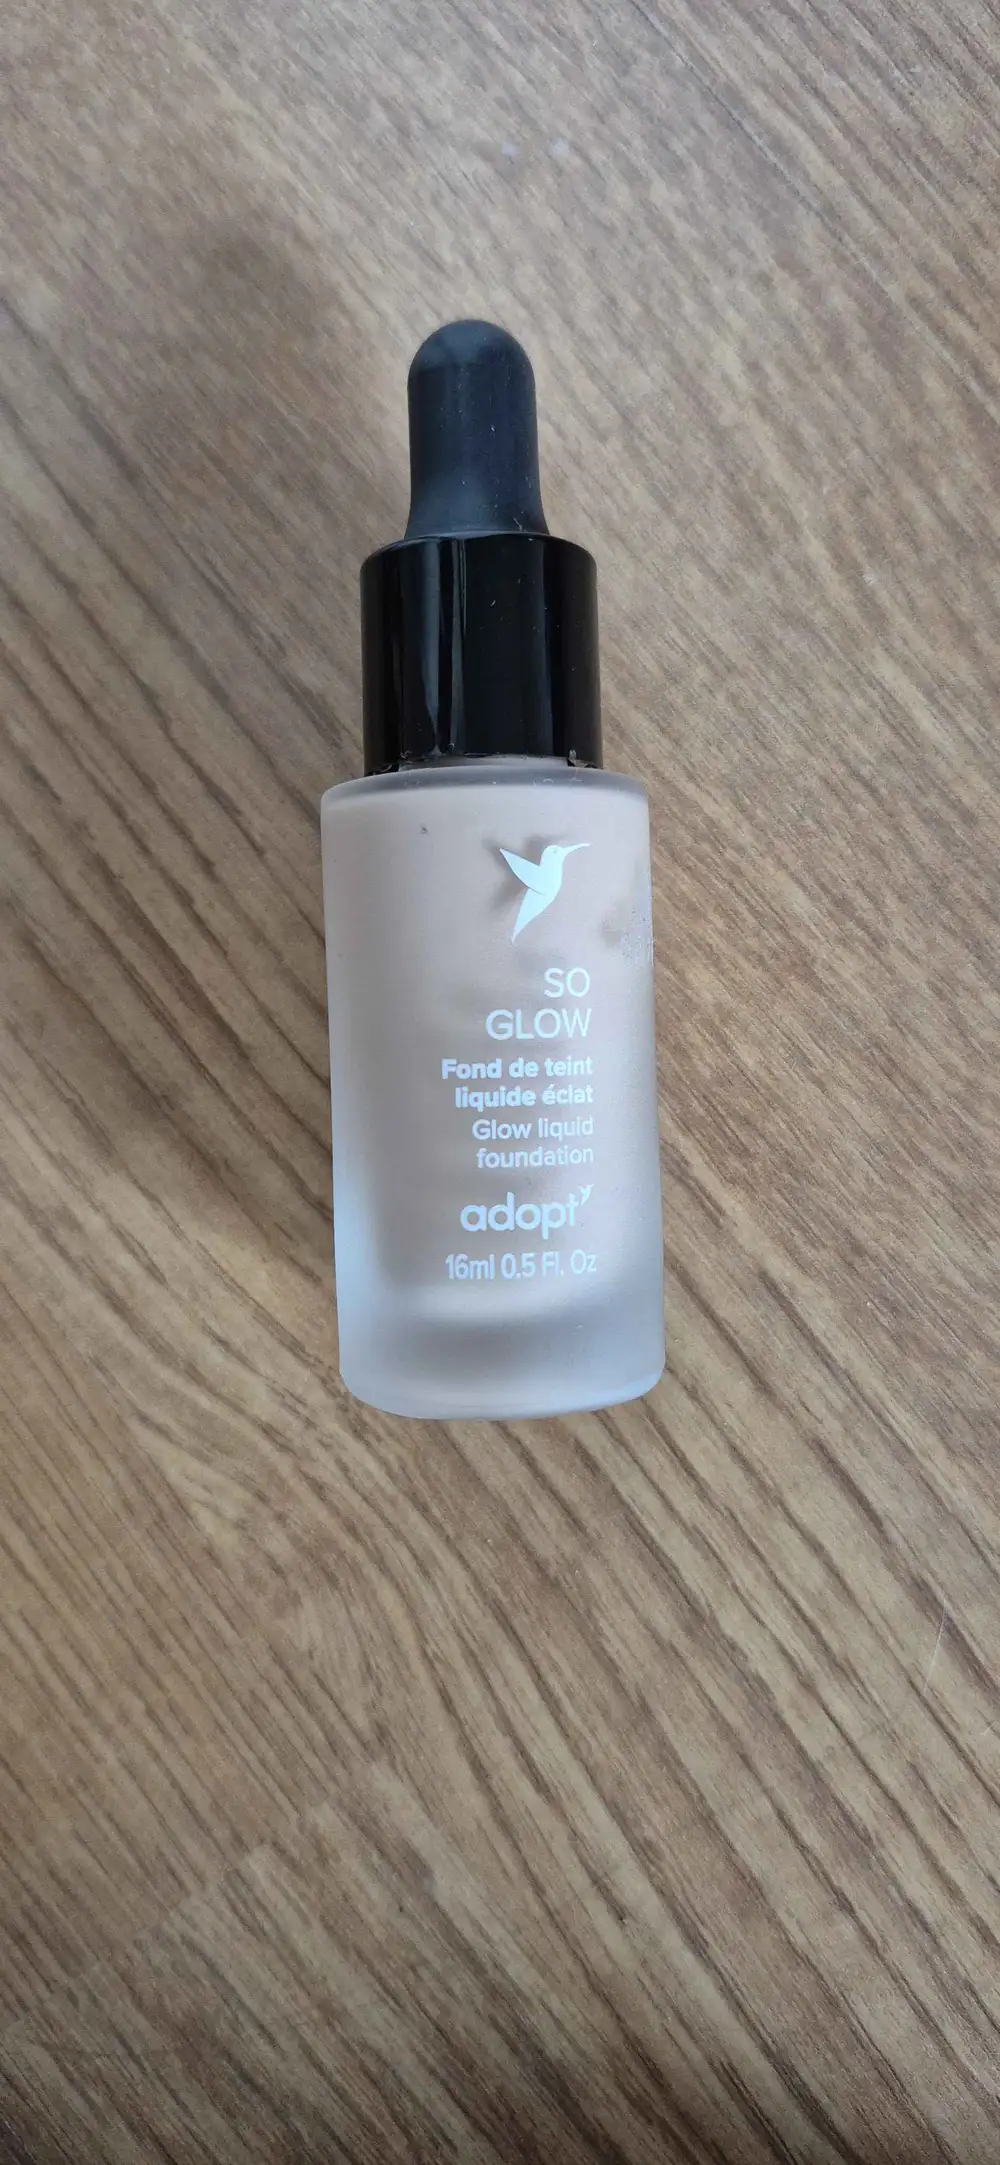 SO
GLOW
Fond de teint
liquide éclat
Glow liquid
foundation
adopt
16ml 0.5 Fl. Oz